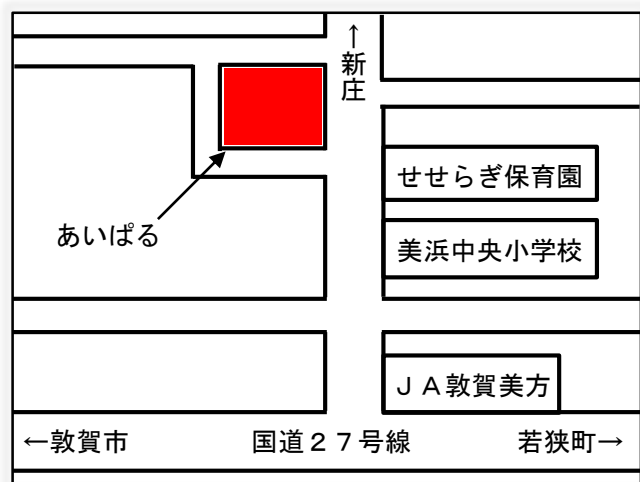 ↑新庄
せせらぎ保育園
あいぱる
美浜中央小学校
ＪＡ敦賀美方
←敦賀市 国道２７号線 若狭町→